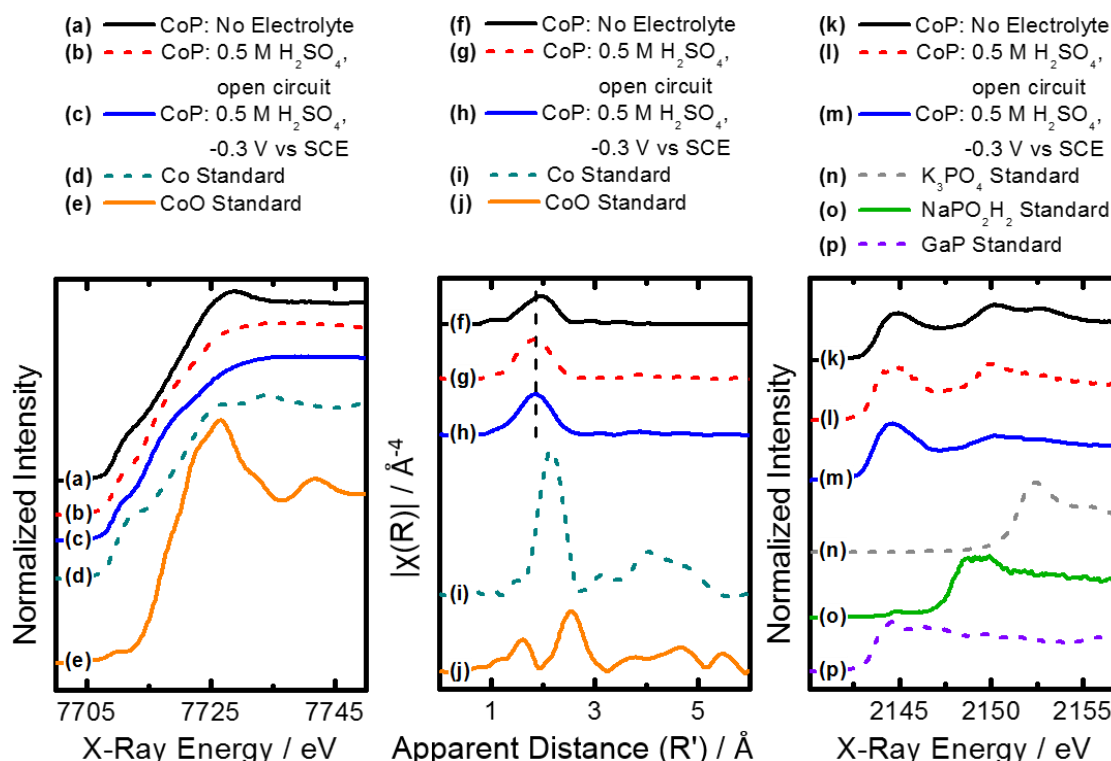 (a) CoP: No Electrolyte
(b) CoP: 0.5 M H₂SO₄,
open circuit
(c) CoP: 0.5 M H₂SO₄,
-0.3 V vs SCE
(d) Co Standard
(e) CoO Standard
(f) CoP: No Electrolyte
(g) CoP: 0.5 M H₂SO₄,
open circuit
(h) CoP: 0.5 M H₂SO₄,
-0.3 V vs SCE
(i) Co Standard
(j) CoO Standard
(k) CoP: No Electrolyte
(l) CoP: 0.5 M H₂SO₄,
open circuit
(m) CoP: 0.5 M H₂SO₄,
-0.3 V vs SCE
(n) K₃PO₄ Standard
(o) NaPO₂H₂ Standard
(p) GaP Standard
Normalized Intensity
(a)
(b)
(c)
(d)
(e)
7705 7725 7745
X-Ray Energy / eV
|χ(R)| / Å⁻⁴
(f)
(g)
(h)
(i)
(j)
1 3 5
Apparent Distance (R') / Å
Normalized Intensity
(k)
(l)
(m)
(n)
(o)
(p)
2145 2150 2155
X-Ray Energy / eV